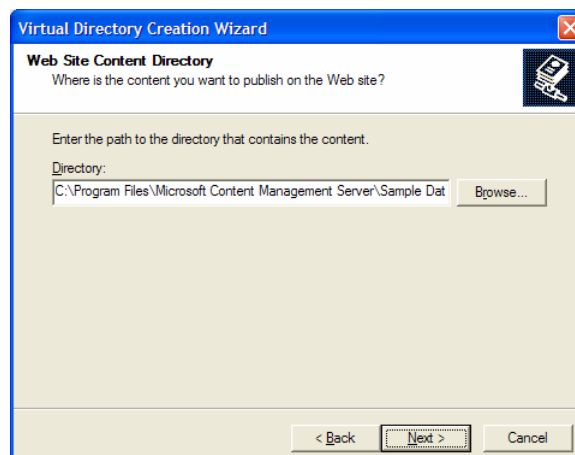 Virtual Directory Creation Wizard
Web Site Content Directory
Where is the content you want to publish on the Web site?
Enter the path to the directory that contains the content.
Directory:
C:\Program Files\Microsoft Content Management Server\Sample Dat
Browse...
< Back
Next >
Cancel